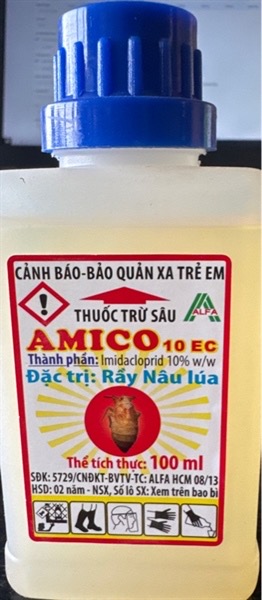 CẢNH BÁO-BẢO QUẢN XA TRẺ EM
THUỐC TRỪ SÂU
ALFA
AMICO 10 EC
Thành phần: Imidacloprid 10% w/w
Đặc trị: Rầy Nâu lúa
Thể tích thực: 100 ml
SĐK: 5729/CNĐKT-BVTV-TC: ALFA HCM 08/13
HSD: 02 năm - NSX, Số lô SX: Xem trên bao bì